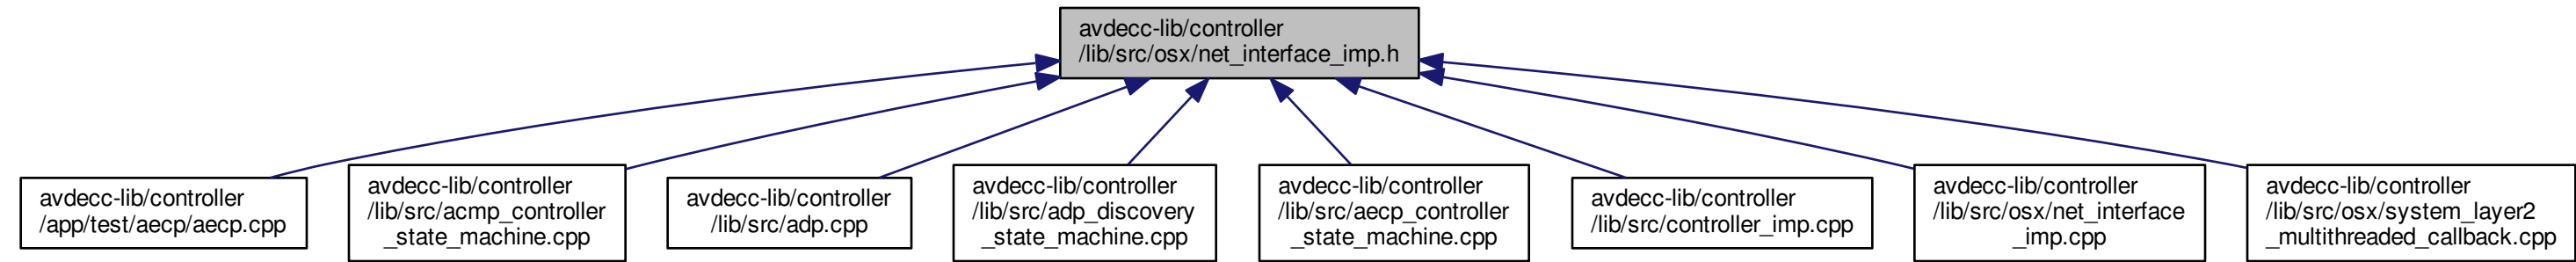 avdecc-lib/controller
/lib/src/osx/net_interface_imp.h
avdecc-lib/controller
/app/test/aecp/aecp.cpp
avdecc-lib/controller
/lib/src/acmp_controller
_state_machine.cpp
avdecc-lib/controller
/lib/src/adp.cpp
avdecc-lib/controller
/lib/src/adp_discovery
_state_machine.cpp
avdecc-lib/controller
/lib/src/aecp_controller
_state_machine.cpp
avdecc-lib/controller
/lib/src/controller_imp.cpp
avdecc-lib/controller
/lib/src/osx/net_interface
_imp.cpp
avdecc-lib/controller
/lib/src/osx/system_layer2
_multithreaded_callback.cpp